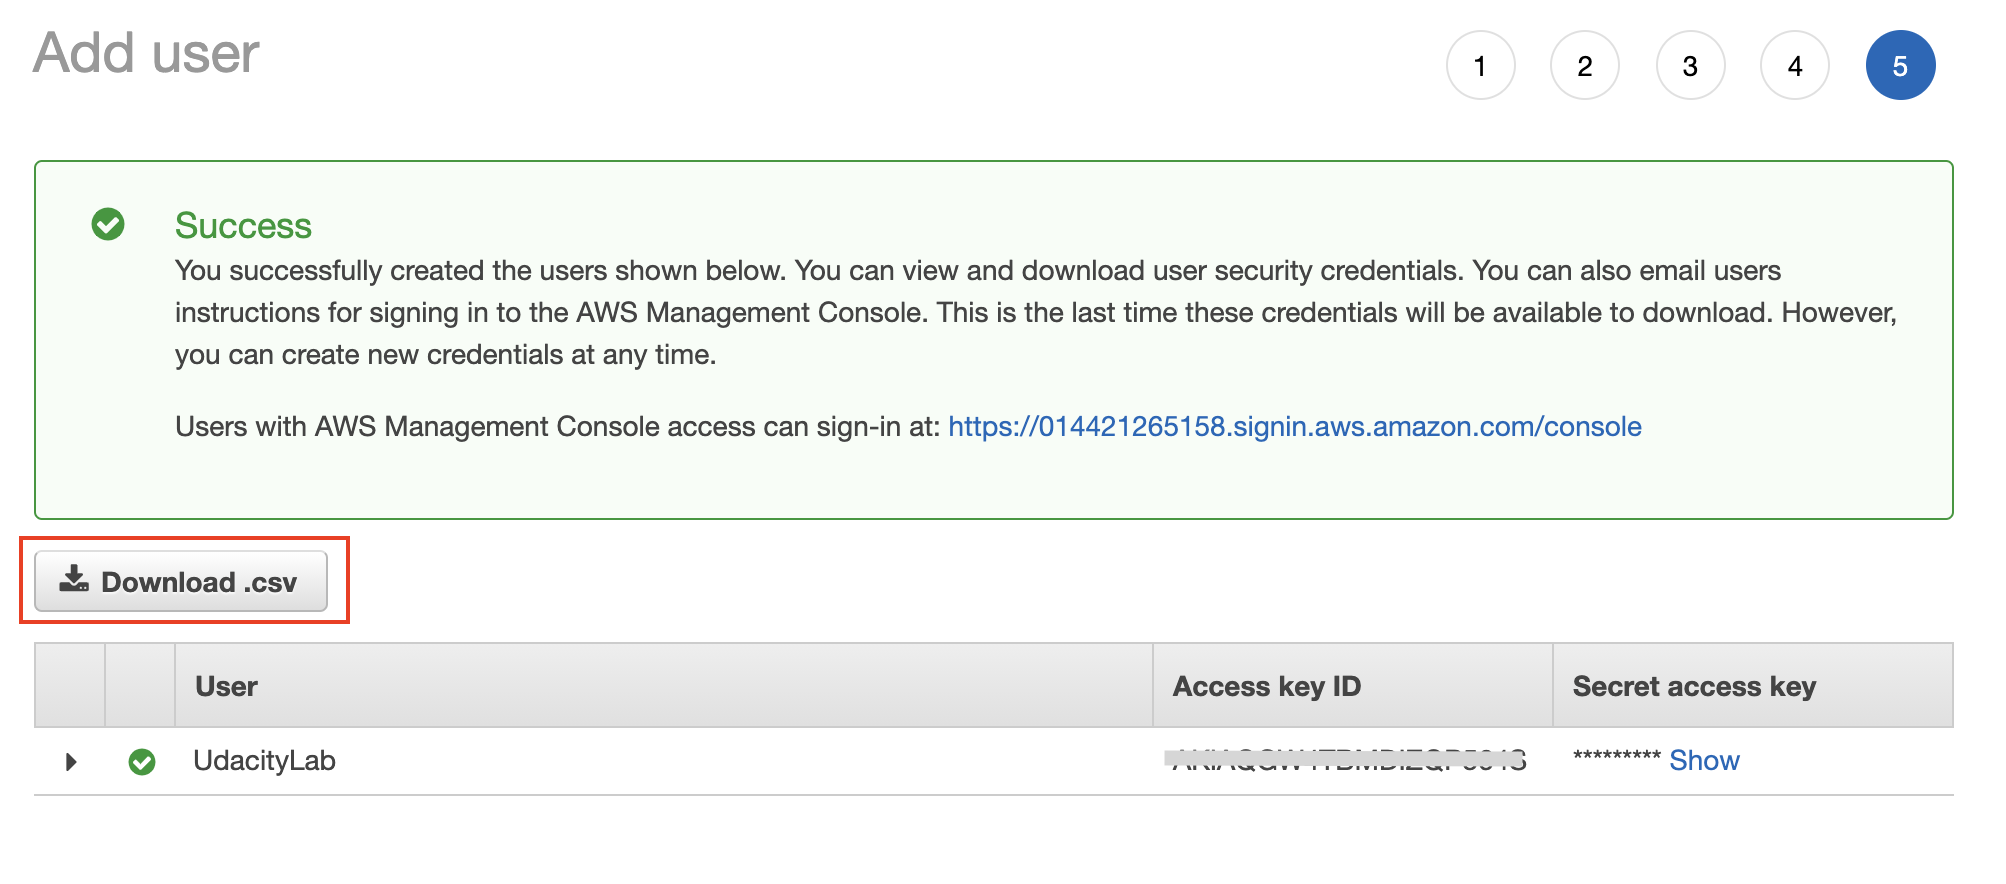 Add user
1 2 3 4 5
Success
You successfully created the users shown below. You can view and download user security credentials. You can also email users
instructions for signing in to the AWS Management Console. This is the last time these credentials will be available to download. However,
you can create new credentials at any time.
Users with AWS Management Console access can sign-in at: https://014421265158.signin.aws.amazon.com/console
Download .csv
User Access key ID Secret access key
UdacityLab ********* Show